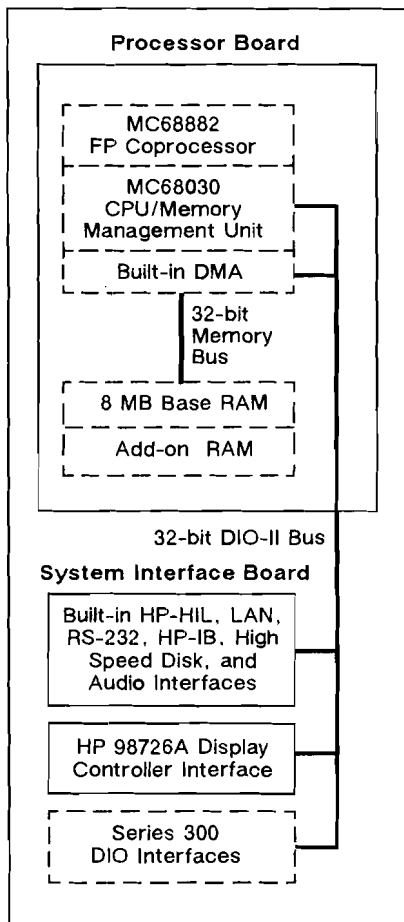 Processor Board
MC68882
FP Coprocessor
MC68030
CPU/Memory
Management Unit
Built-in DMA
32-bit
Memory
Bus
8 MB Base RAM
Add-on RAM
32-bit DIO-II Bus
System Interface Board
Built-in HP-HIL, LAN,
RS-232, HP-IB, High
Speed Disk, and
Audio Interfaces
HP 98726A Display
Controller Interface
Series 300
DIO Interfaces